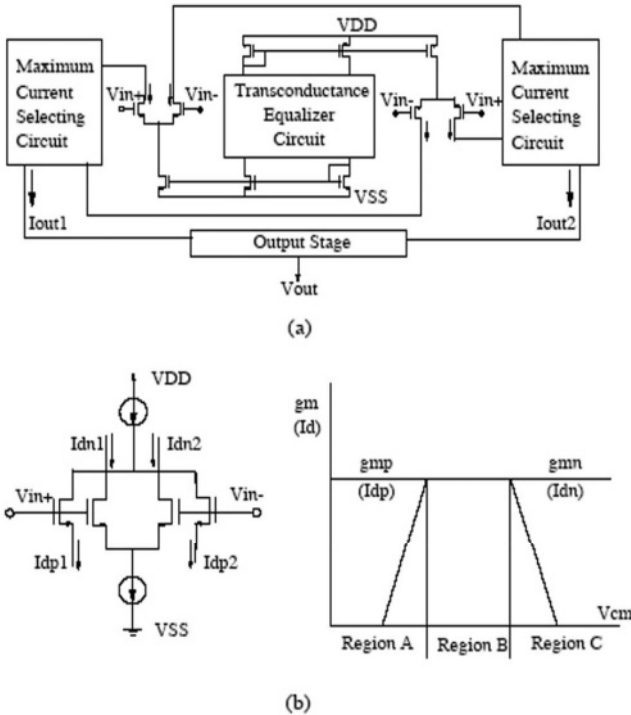 VDD
Maximum
Current
Selecting
Circuit
Vin+
Vin-
Transconductance
Equalizer
Circuit
Vin-
Vin+
Maximum
Current
Selecting
Circuit
VSS
Iout1
Iout2
Output Stage
Vout
(a)
VDD
Idn1
Idn2
Vin+
Vin-
Idp1
Idp2
VSS
gm
(Id)
gmp
(Idp)
gmn
(Idn)
Vcm
Region A
Region B
Region C
(b)